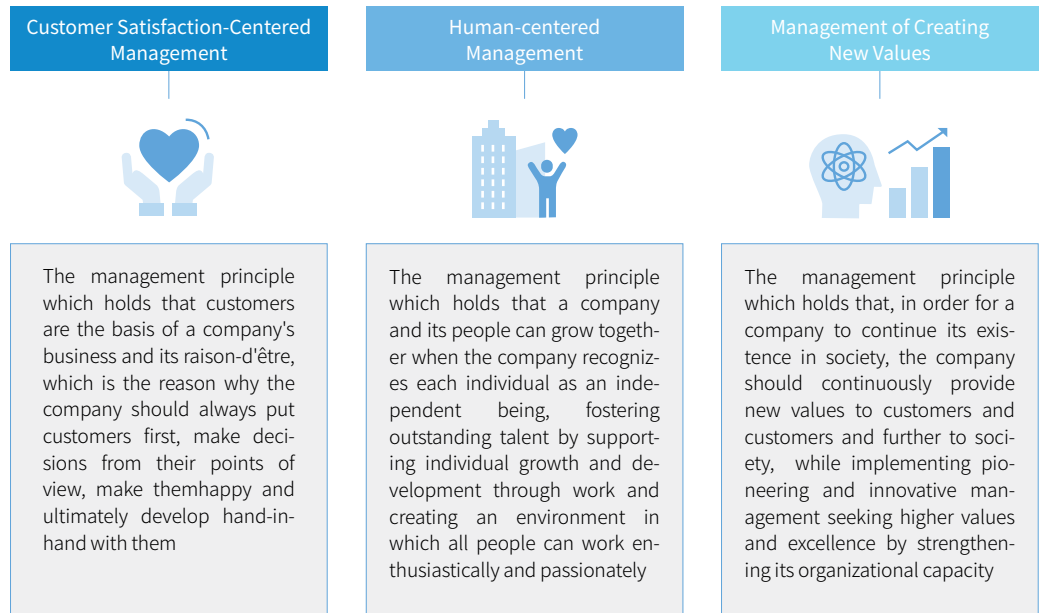 Customer Satisfaction-Centered
Management
The management principle
which holds that customers
are the basis of a company's
business and its raison-d'être,
which is the reason why the
company should always put
customers first, make deci-
sions from their points of
view, make themhappy and
ultimately develop hand-in-
hand with them
Human-centered
Management
The management principle
which holds that a company
and its people can grow togeth-
er when the company recogniz-
es each individual as an inde-
pendent being, fostering
outstanding talent by support-
ing individual growth and de-
velopment through work and
creating an environment in
which all people can work en-
thusiastically and passionately
Management of Creating
New Values
The management principle
which holds that, in order for a
company to continue its exis-
tence in society, the company
should continuously provide
new values to customers and
customers and further to soci-
ety, while implementing pio-
neering and innovative man-
agement seeking higher values
and excellence by strengthen-
ing its organizational capacity